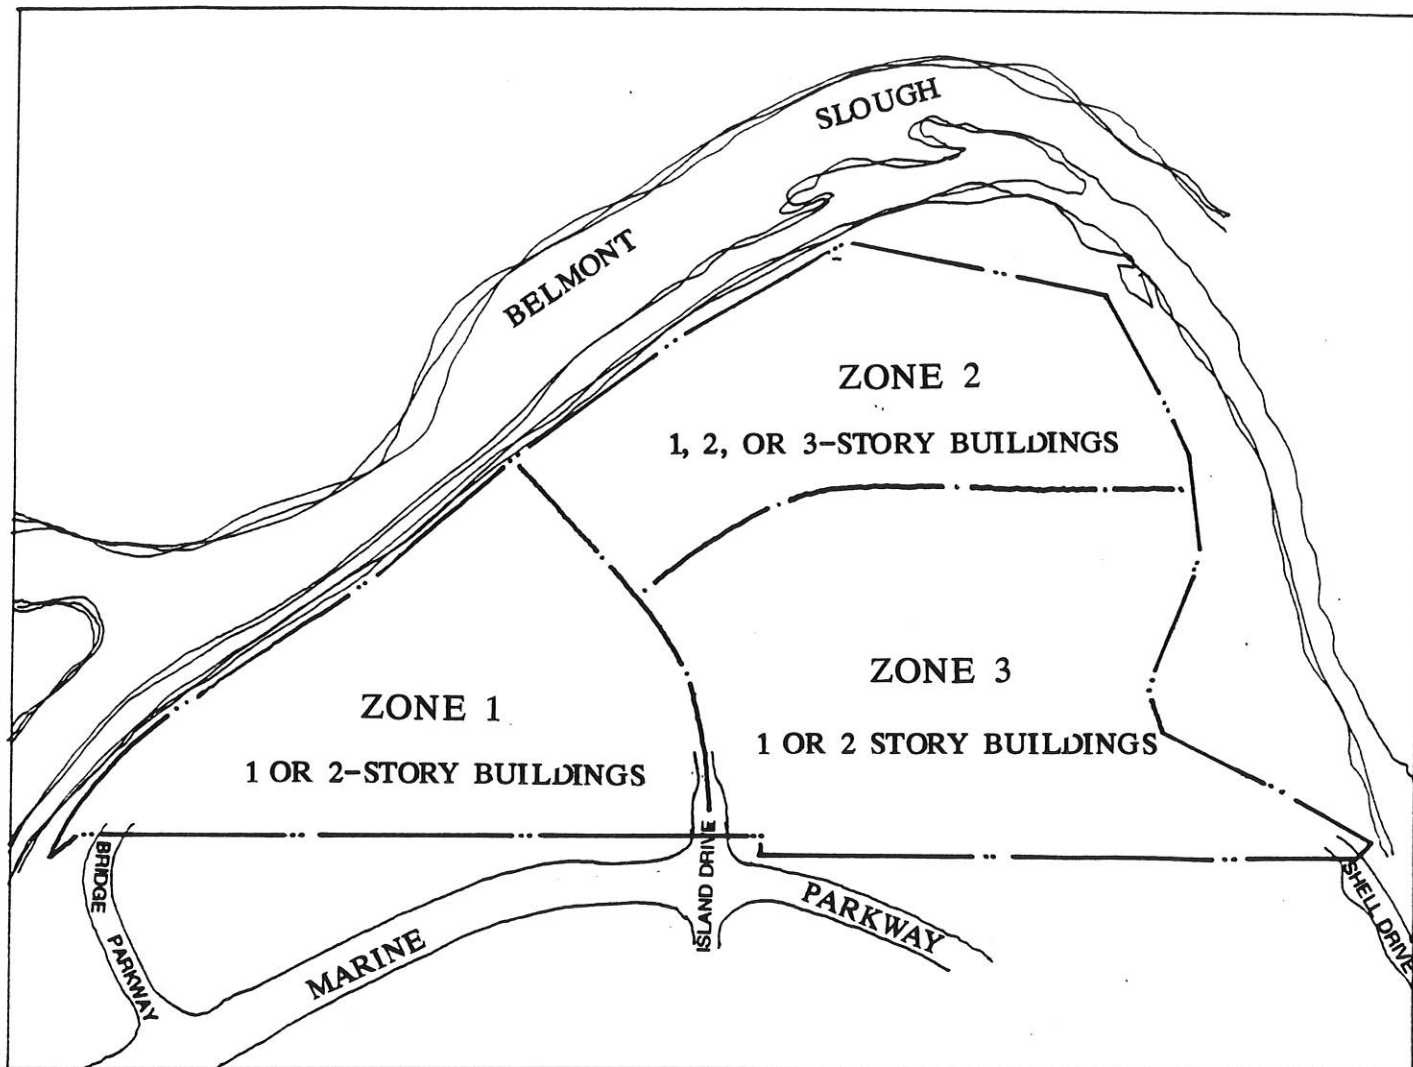 SLOUGH
BELMONT
ZONE 2
1, 2, OR 3-STORY BUILDINGS
ZONE 3
1 OR 2 STORY BUILDINGS
ZONE 1
1 OR 2-STORY BUILDINGS
BRIDGE
PARKWAY
MARINE
ISLAND DRIVE
PARKWAY
SHELL DRIVE